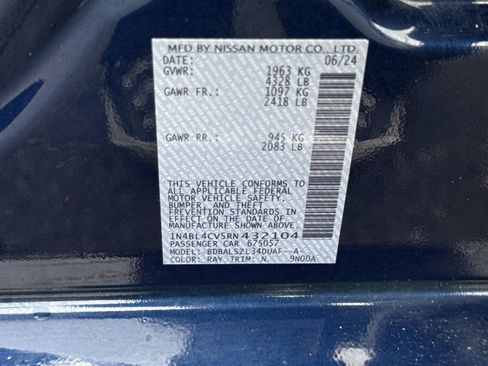 MFD BY NISSAN MOTOR CO., LTD.
DATE: 06/24
GVWR: 1963 KG
4328 LB
GAWR FR.: 1097 KG
2418 LB
GAWR RR.: 945 KG
2083 LB
THIS VEHICLE CONFORMS TO
ALL APPLICABLE FEDERAL
MOTOR VEHICLE SAFETY,
BUMPER, AND THEFT
PREVENTION STANDARDS IN
EFFECT ON THE DATE OF
MANUFACTURE SHOWN ABOVE.
1N4BL4CV5RN432104
PASSENGER CAR 675057
MODEL: BDBALSZL34DUAF--A-
COLOR: RAY TRIM: N. 9N00A